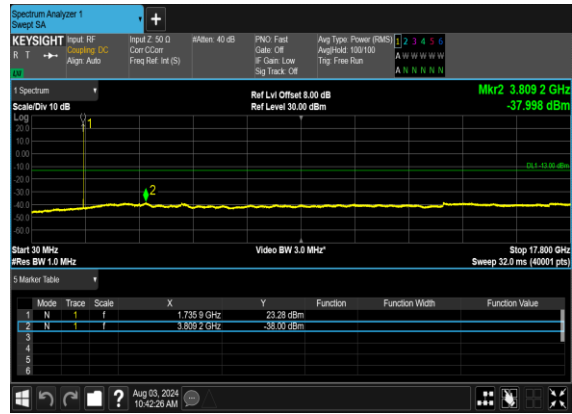 Spectrum Analyzer 1
Swept SA
KEYSIGHT Input: RF Input Z: 50 Ω #Atten: 40 dB PNO: Fast Avg Type: Power (RMS) 1 2 3 4 5 6
R T Coupling: DC Corr CCorr Gate: Off Avg|Hold: 100/100 A W W W W W
Align: Auto Freq Ref: Int (S) IF Gain: Low Trig: Free Run
LW Sig Track: Off A N N N N N
1 Spectrum Ref Lvl Offset 8.00 dB Mkr2 3.809 2 GHz
Scale/Div 10 dB Ref Level 30.00 dBm -37.998 dBm
Log
20.0
10.0
0.00
-10.0
-20.0
-30.0
-40.0
-50.0
-60.0
1
DL1 -13.00 dBm
2
Start 30 MHz Video BW 3.0 MHz* Stop 17.800 GHz
#Res BW 1.0 MHz Sweep 32.0 ms (40001 pts)
5 Marker Table
Mode Trace Scale X Y Function Function Width Function Value
1 N 1 f 1.735 9 GHz 23.28 dBm
2 N 1 f 3.809 2 GHz -38.00 dBm
3
4
5
6
? Aug 03, 2024
10:42:26 AM